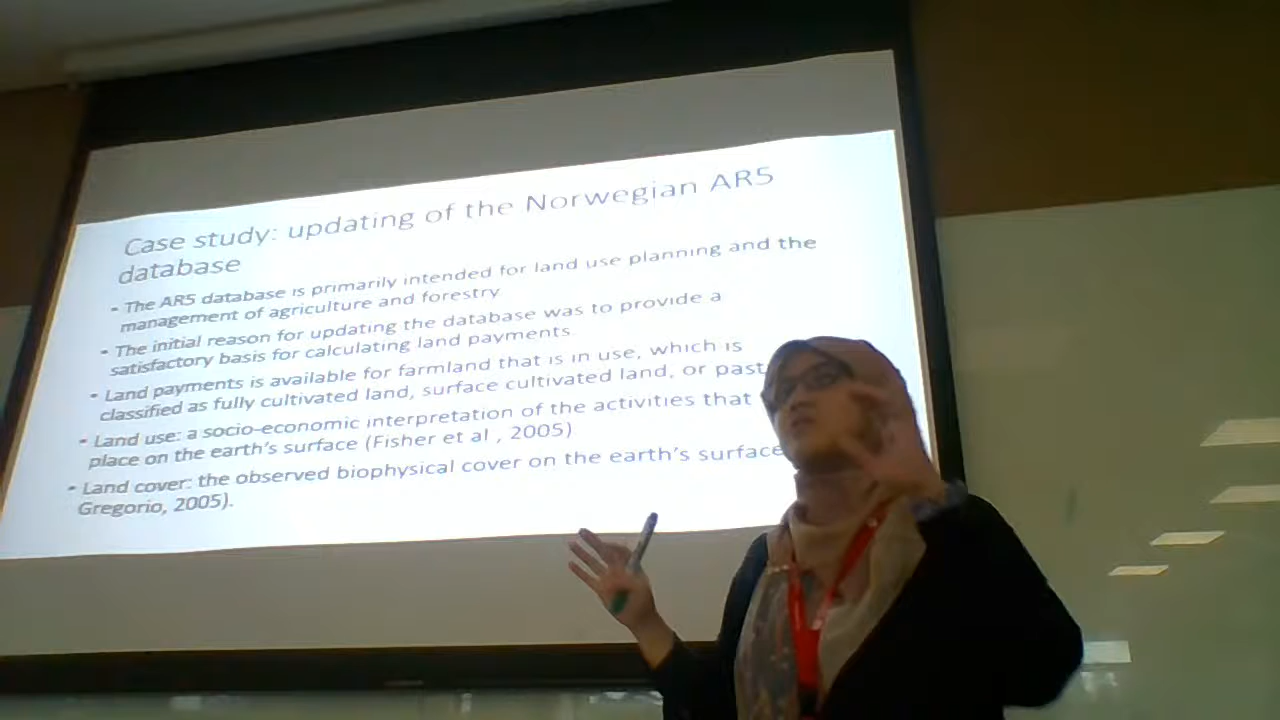 Case study: updating of the Norwegian AR5
database
• The AR5 database is primarily intended for land use planning and the
management of agriculture and forestry
• The initial reason for updating the database was to provide a
satisfactory basis for calculating land payments
• Land payments is available for farmland that is in use, which is
classified as fully cultivated land, surface cultivated land, or past
• Land use: a socio-economic interpretation of the activities that
place on the earth's surface (Fisher et al , 2005)
• Land cover: the observed biophysical cover on the earth's surface
Gregorio, 2005).